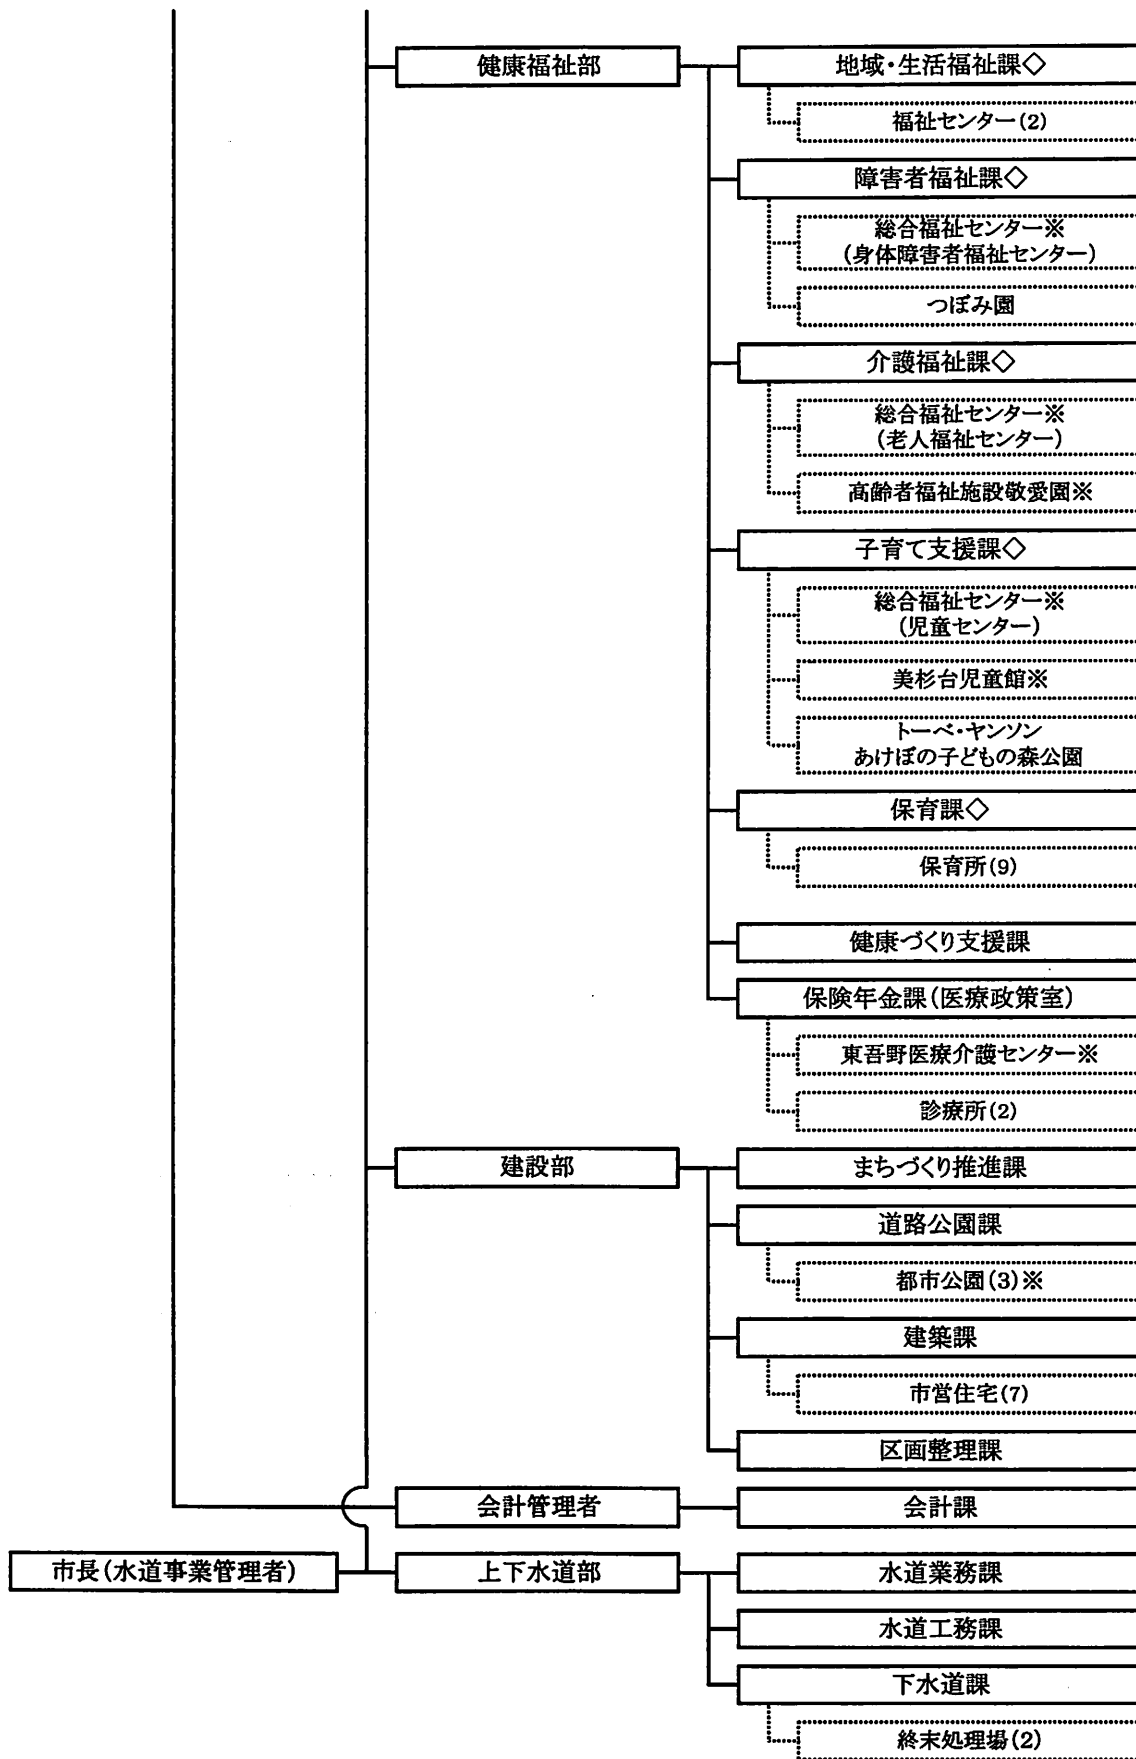 健康福祉部
地域・生活福祉課◇
福祉センター(2)
障害者福祉課◇
総合福祉センター※
(身体障害者福祉センター)
つぼみ園
介護福祉課◇
総合福祉センター※
(老人福祉センター)
高齢者福祉施設敬愛園※
子育て支援課◇
総合福祉センター※
(児童センター)
美杉台児童館※
トーベ・ヤンソン
あけぼの子どもの森公園
保育課◇
保育所(9)
健康づくり支援課
保険年金課(医療政策室)
東吾野医療介護センター※
診療所(2)
建設部
まちづくり推進課
道路公園課
都市公園(3)※
建築課
市営住宅(7)
区画整理課
会計管理者
会計課
市長(水道事業管理者)
上下水道部
水道業務課
水道工務課
下水道課
終末処理場(2)